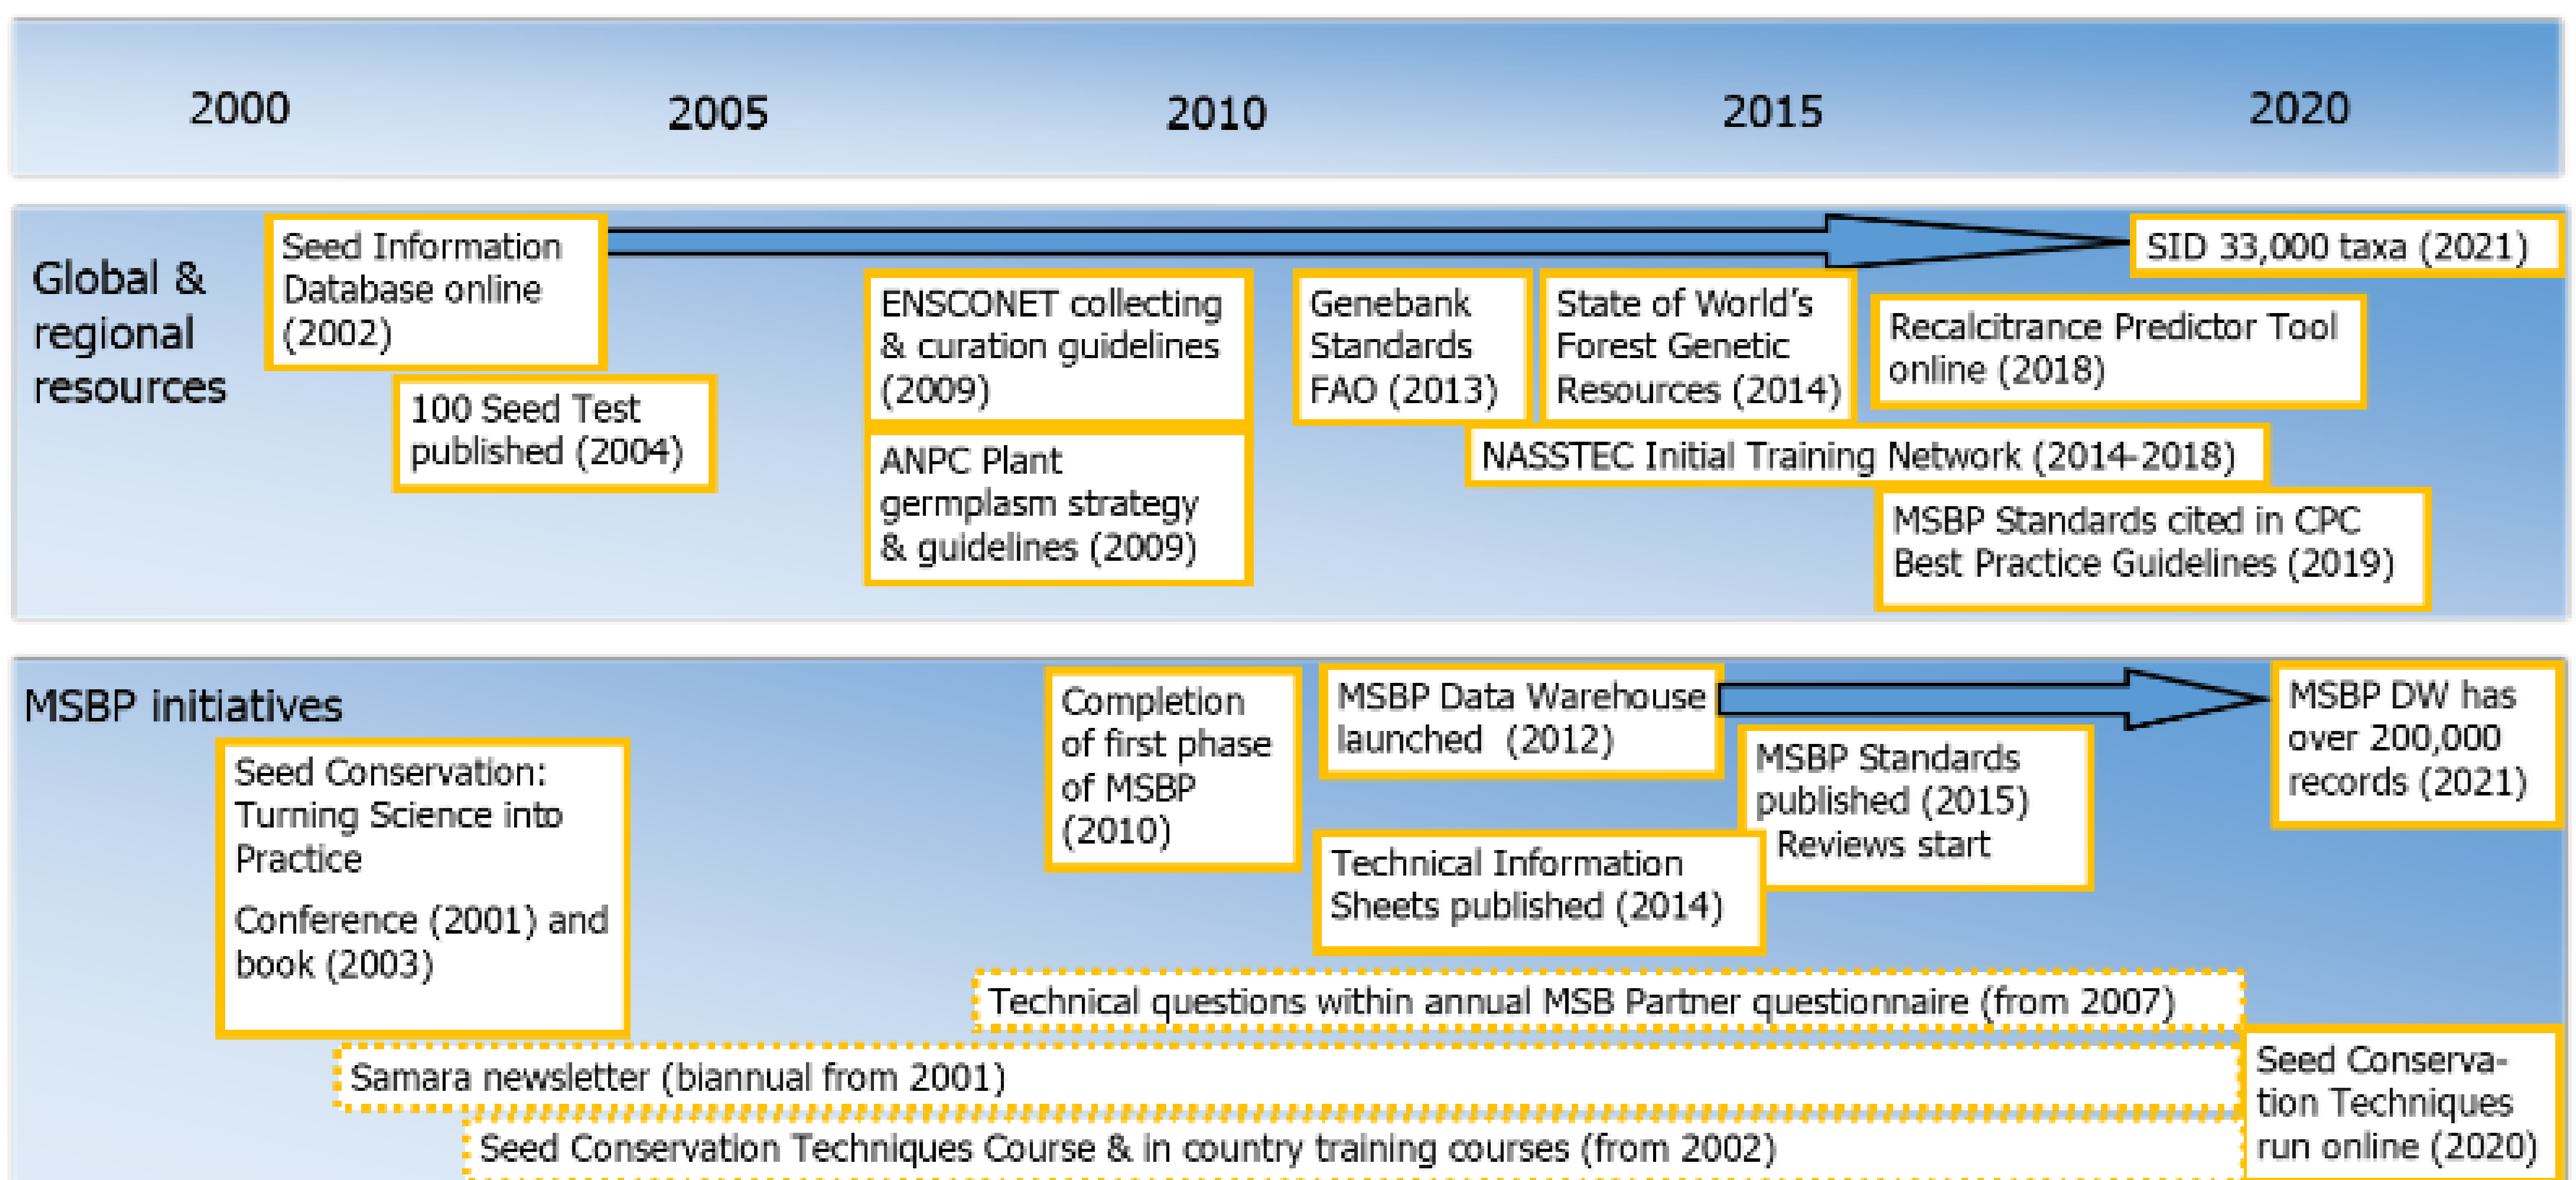 2000
2005
2010
2015
2020
Global &
regional
resources
Seed Information
Database online
(2002)
SID 33,000 taxa (2021)
100 Seed Test
published (2004)
ENSCONET collecting
& curation guidelines
(2009)
ANPC Plant
germplasm strategy
& guidelines (2009)
Genebank
Standards
FAO (2013)
State of World's
Forest Genetic
Resources (2014)
Recalcitrance Predictor Tool
online (2018)
NASSTEC Initial Training Network (2014-2018)
MSBP Standards cited in CPC
Best Practice Guidelines (2019)
MSBP initiatives
Seed Conservation:
Turning Science into
Practice
Conference (2001) and
book (2003)
Completion
of first phase
of MSBP
(2010)
MSBP Data Warehouse
launched (2012)
MSBP DW has
over 200,000
records (2021)
MSBP Standards
published (2015)
Reviews start
Technical Information
Sheets published (2014)
Technical questions within annual MSB Partner questionnaire (from 2007)
Samara newsletter (biannual from 2001)
Seed Conservation Techniques Course & in country training courses (from 2002)
Seed Conserva-
tion Techniques
run online (2020)